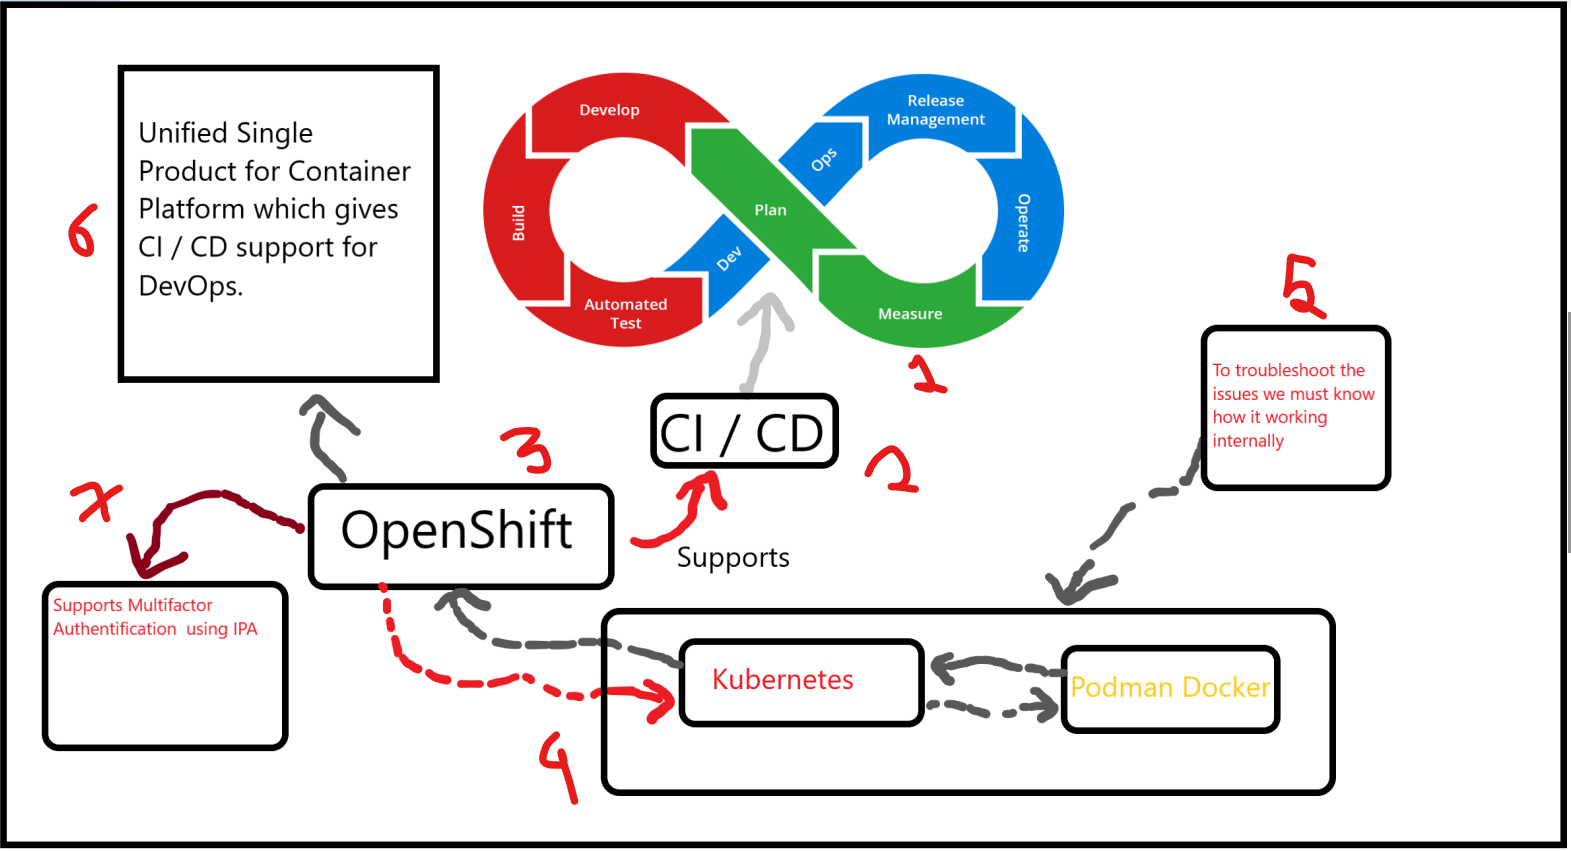 Unified Single
Product for Container
Platform which gives
CI / CD support for
DevOps.
6
Develop
Build
Automated
Test
Dev
Plan
Ops
Release
Management
Operate
Measure
1
CI / CD
2
3
OpenShift
Supports
5
To troubleshoot the
issues we must know
how it working
internally
7
Supports Multifactor
Authentification using IPA
4
Kubernetes
Podman Docker